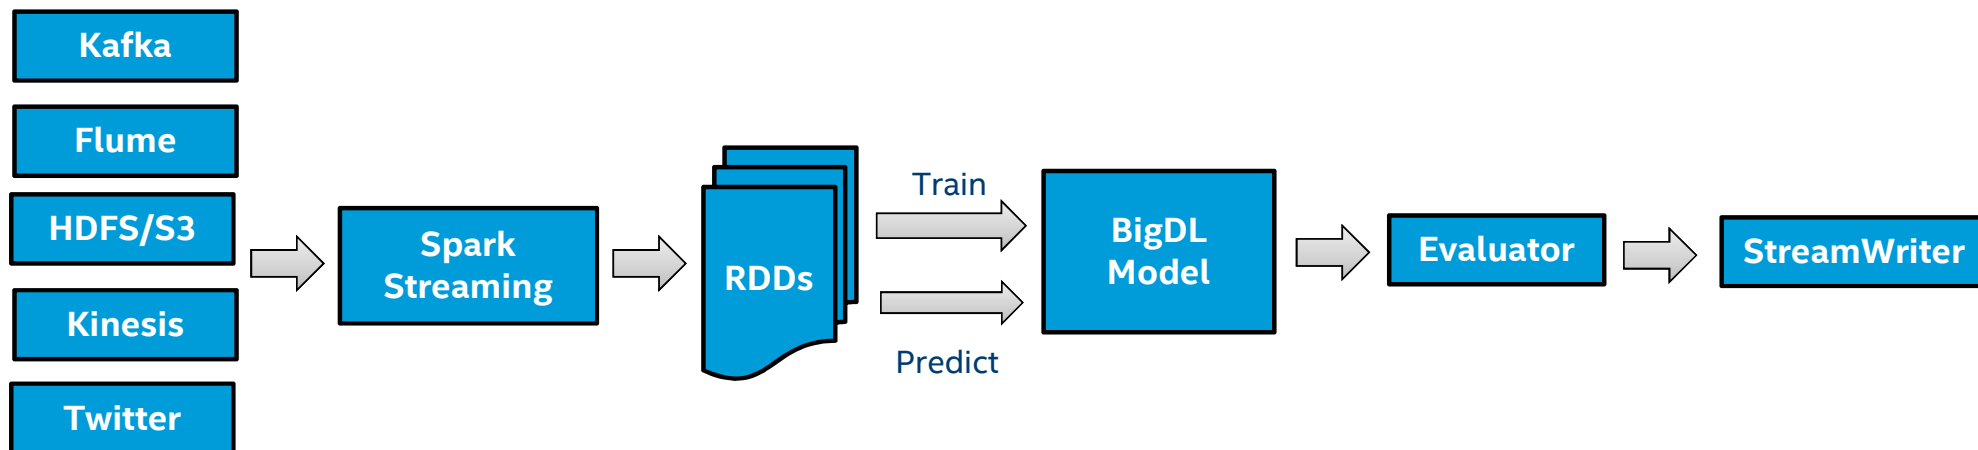 Kafka
Flume
HDFS/S3
Kinesis
Twitter
Spark
Streaming
RDDs
Train
Predict
BigDL
Model
Evaluator
StreamWriter